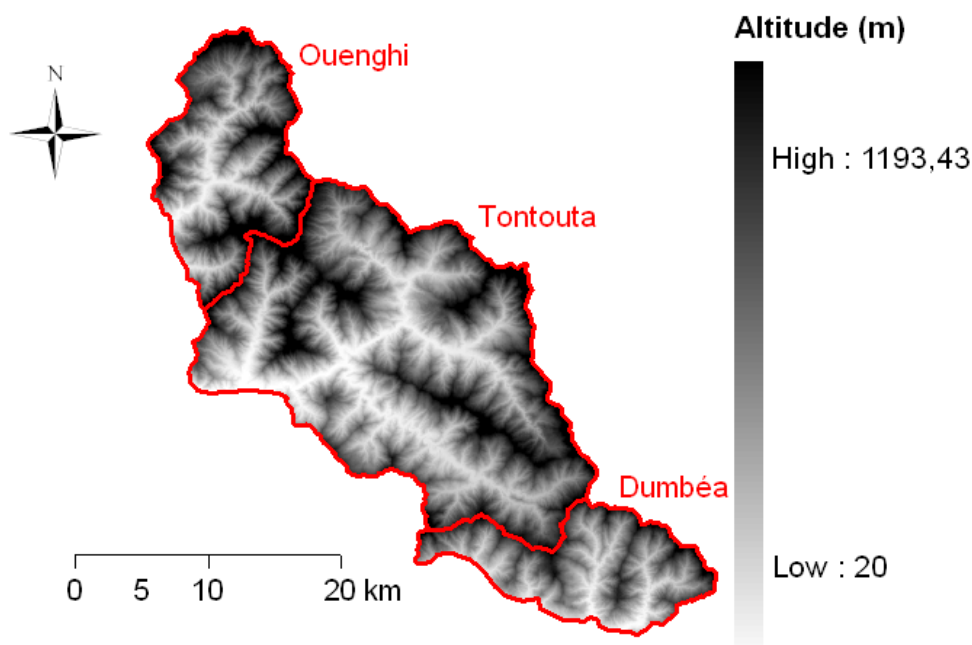 Altitude (m)
Ouenghi
N
High : 1193,43
Tontouta
Dumbéa
Low : 20
0 5 10 20 km